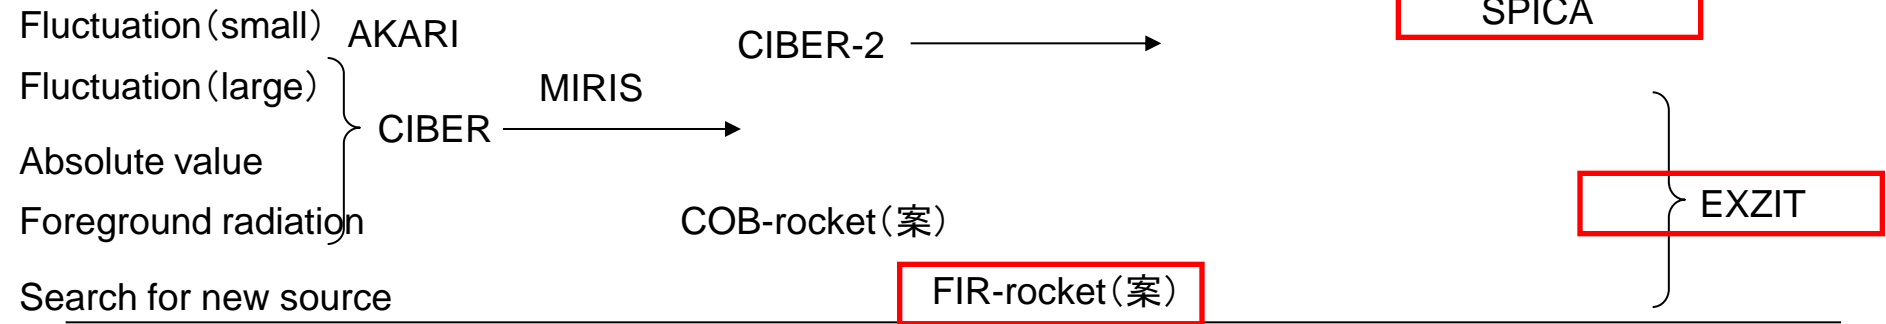 SPICA
Fluctuation（small）
AKARI
CIBER-2
Fluctuation（large）
MIRIS
CIBER
Absolute value
EXZIT
Foreground radiation
COB-rocket（案）
FIR-rocket（案）
Search for new source